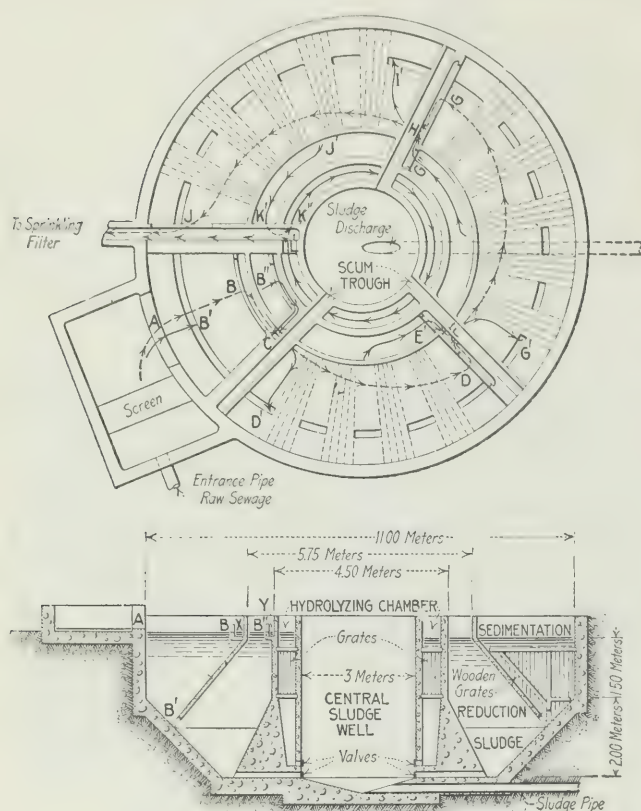 I'
G
H
G"
J'
J
K'
K"
To Sprinkling
Filter
Sludge
Discharge
SCUM
TROUGH
A
B
B'
B"
C
E
F
G'
D
D'
Screen
Entrance Pipe
Raw Sewage
11.00 Meters
5.75 Meters
4.50 Meters
A
B
X
B"
Y
V
HYDROLYZING CHAMBER
V
SEDIMENTATION
Grates
3 Meters
CENTRAL
SLUDGE
WELL
Wooden
Grates
REDUCTION
SLUDGE
B'
Valves
2.00 Meters
1.50 Meters
Sludge Pipe